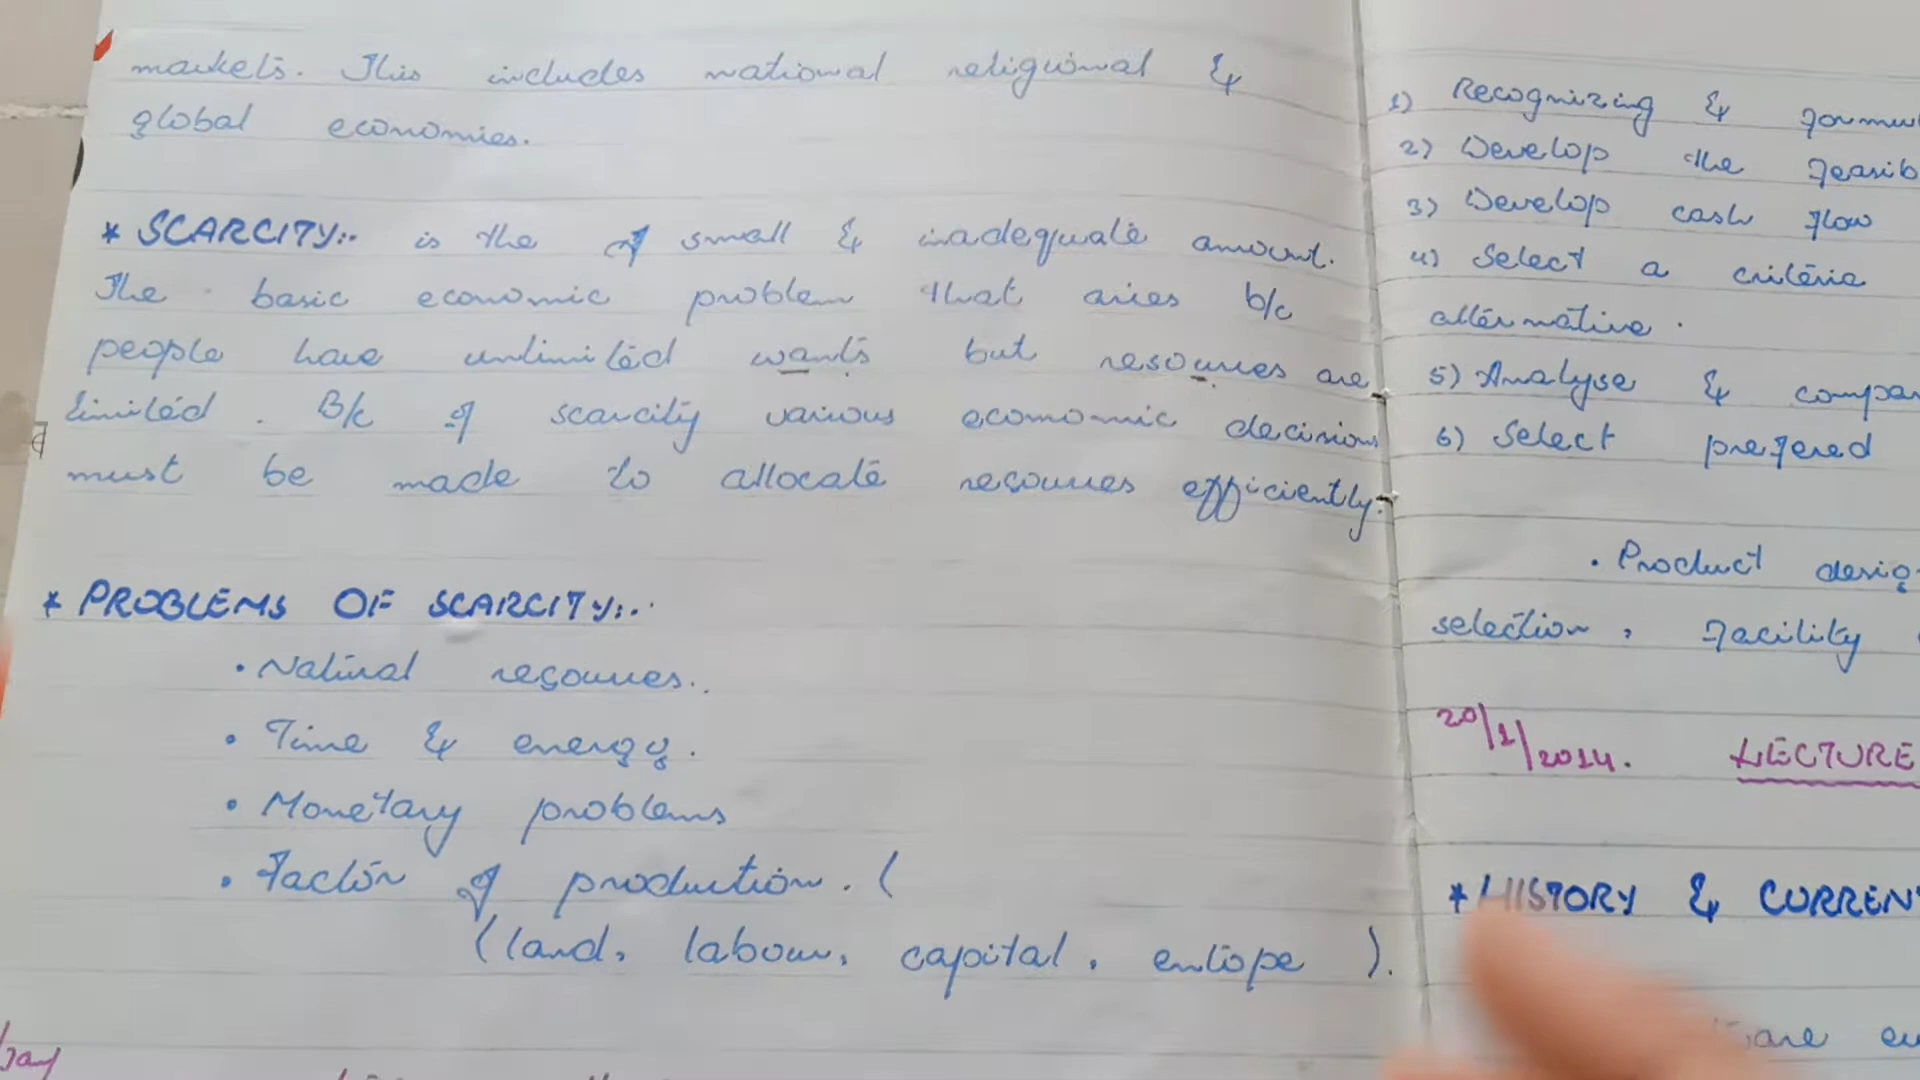 markets. This includes national religional &
global economies.
* SCARCITY:- is the of small & inadequate amount.
The basic economic problem that aries b/c
people have unlimited wants but resources are
limited. B/c of scarcity various economic decisions
must be made to allocate resources efficiently.
* PROBLEMS OF SCARCITY:-
• Natural resources.
• Time & energy.
• Monetary problems
• Factor of production. (
(land, labour, capital, entope ).
1) Recognizing &
2) Develop the
3) Develop cash flow
4) Select a criteria
alternative.
5) Analyse &
6) Select prefered
• Product
selection, Facility
20/1/2014. LECTURE
* HISTORY & CURREN